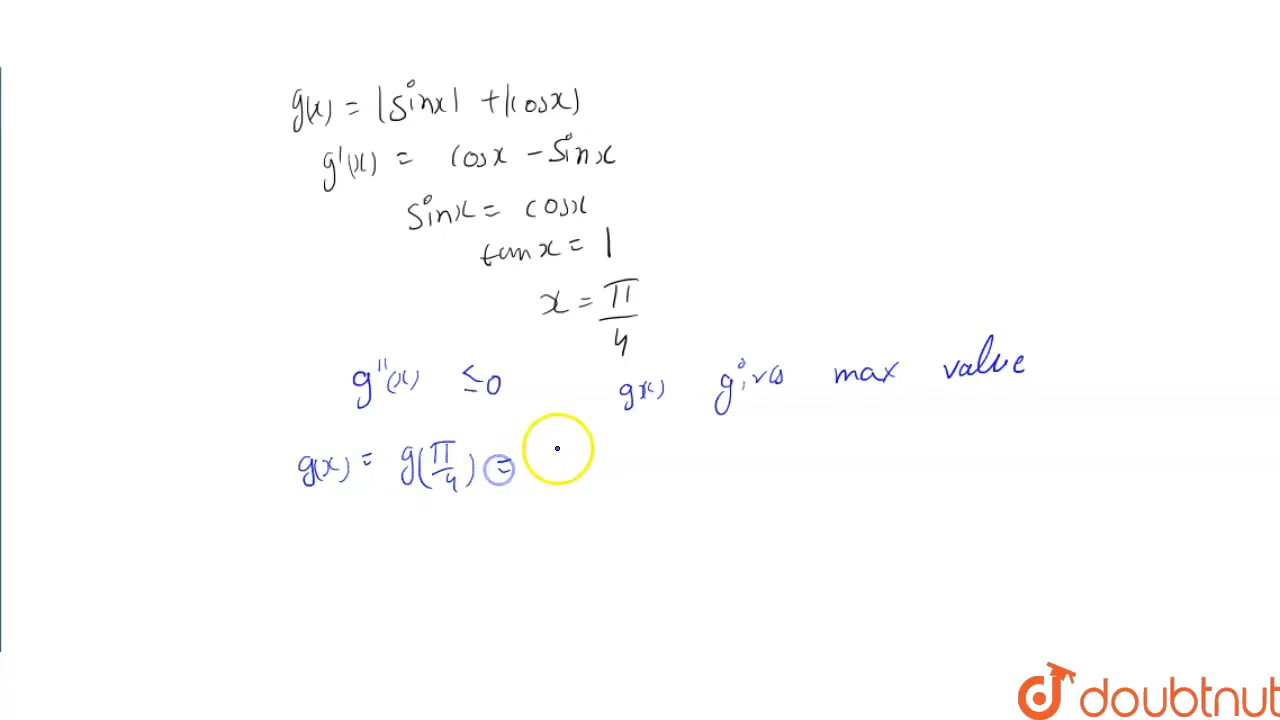 g(x) = |sinx| + |cosx|
g'(x) = cosx - sinx
sinx = cosx
tanx = 1
x = π/4
g''(x) ≤0 g(x) gives max value
g(x) = g(π/4) =
doubtnut